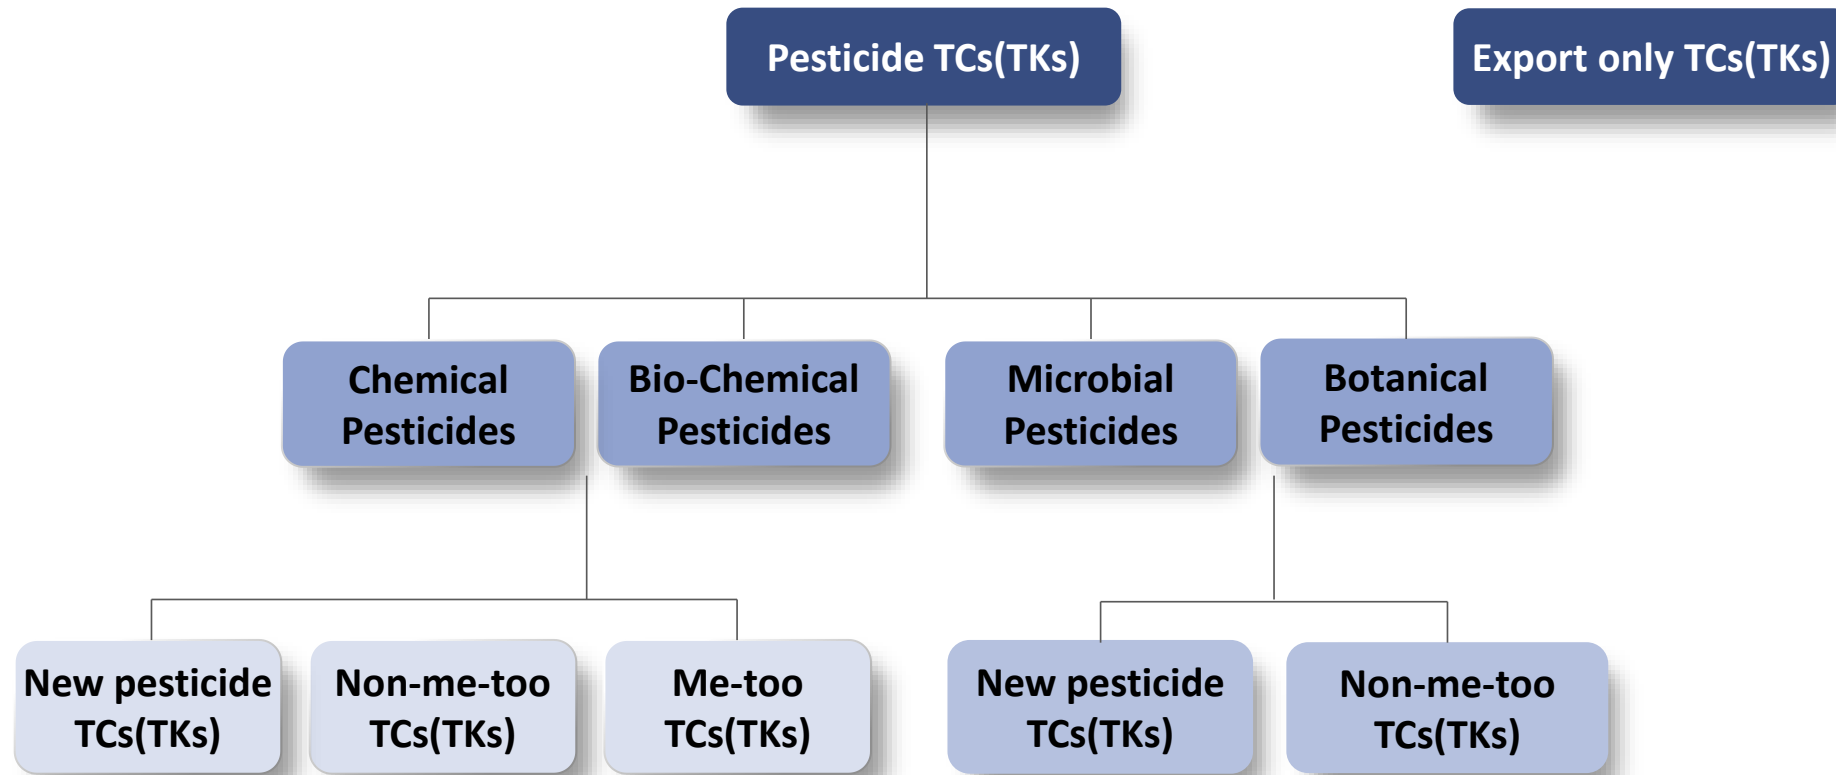 Pesticide TCs(TKs)
Export only TCs(TKs)
Chemical
Pesticides
Bio-Chemical
Pesticides
Microbial
Pesticides
Botanical
Pesticides
New pesticide
TCs(TKs)
Non-me-too
TCs(TKs)
Me-too
TCs(TKs)
New pesticide
TCs(TKs)
Non-me-too
TCs(TKs)